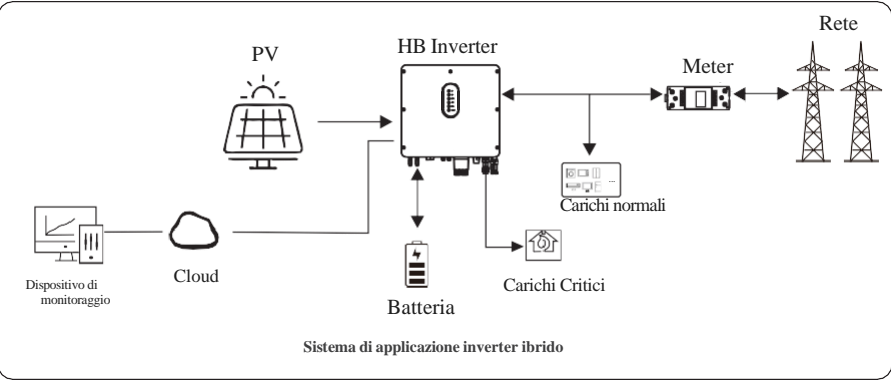 Rete
HB Inverter
PV
Meter
Carichi normali
Cloud
Dispositivo di
monitoraggio
Carichi Critici
Batteria
Sistema di applicazione inverter ibrido